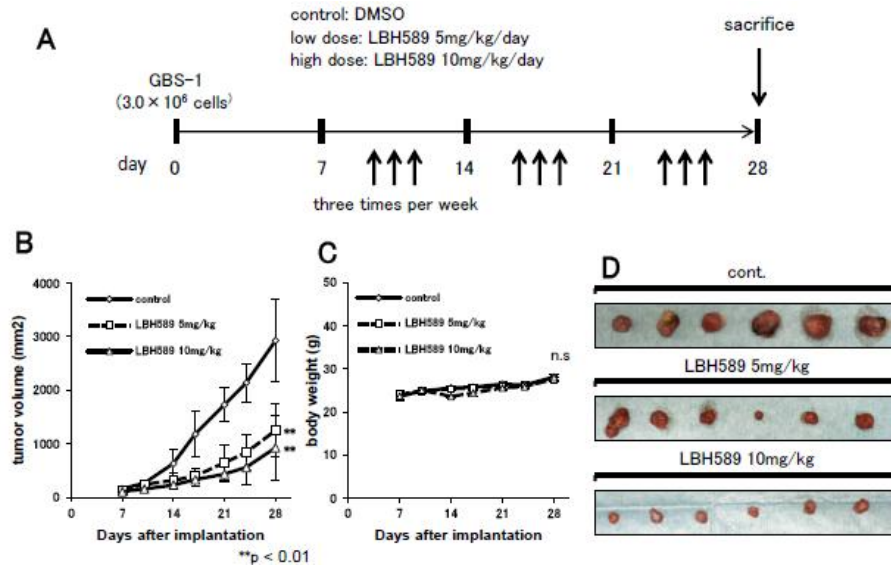 A
control: DMSO
low dose: LBH589 5mg/kg/day
high dose: LBH589 10mg/kg/day
sacrifice
GBS-1
(3.0 × 10⁶ cells)
day 0 7 14 21 28
three times per week
B
tumor volume (mm2)
4000
3000
2000
1000
0
control
LBH589 5mg/kg
LBH589 10mg/kg
**
**
0 7 14 21 28
Days after implantation
**p < 0.01
C
body weight (g)
50
40
30
20
10
0
control
LBH589 5mg/kg
LBH589 10mg/kg
n.s
0 7 14 21 28
Days after implantation
D
cont.
LBH589 5mg/kg
LBH589 10mg/kg